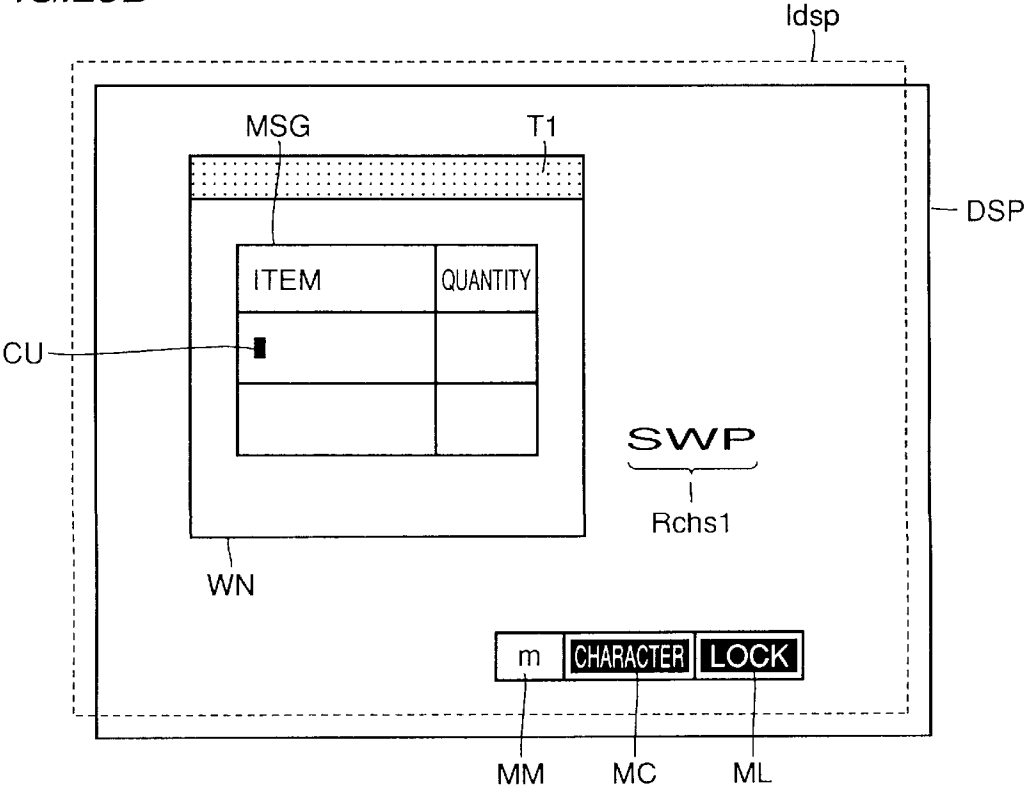 Idsp
MSG T1
DSP
ITEM QUANTITY
CU
SWP
Rchs1
WN
m CHARACTER LOCK
MM MC ML